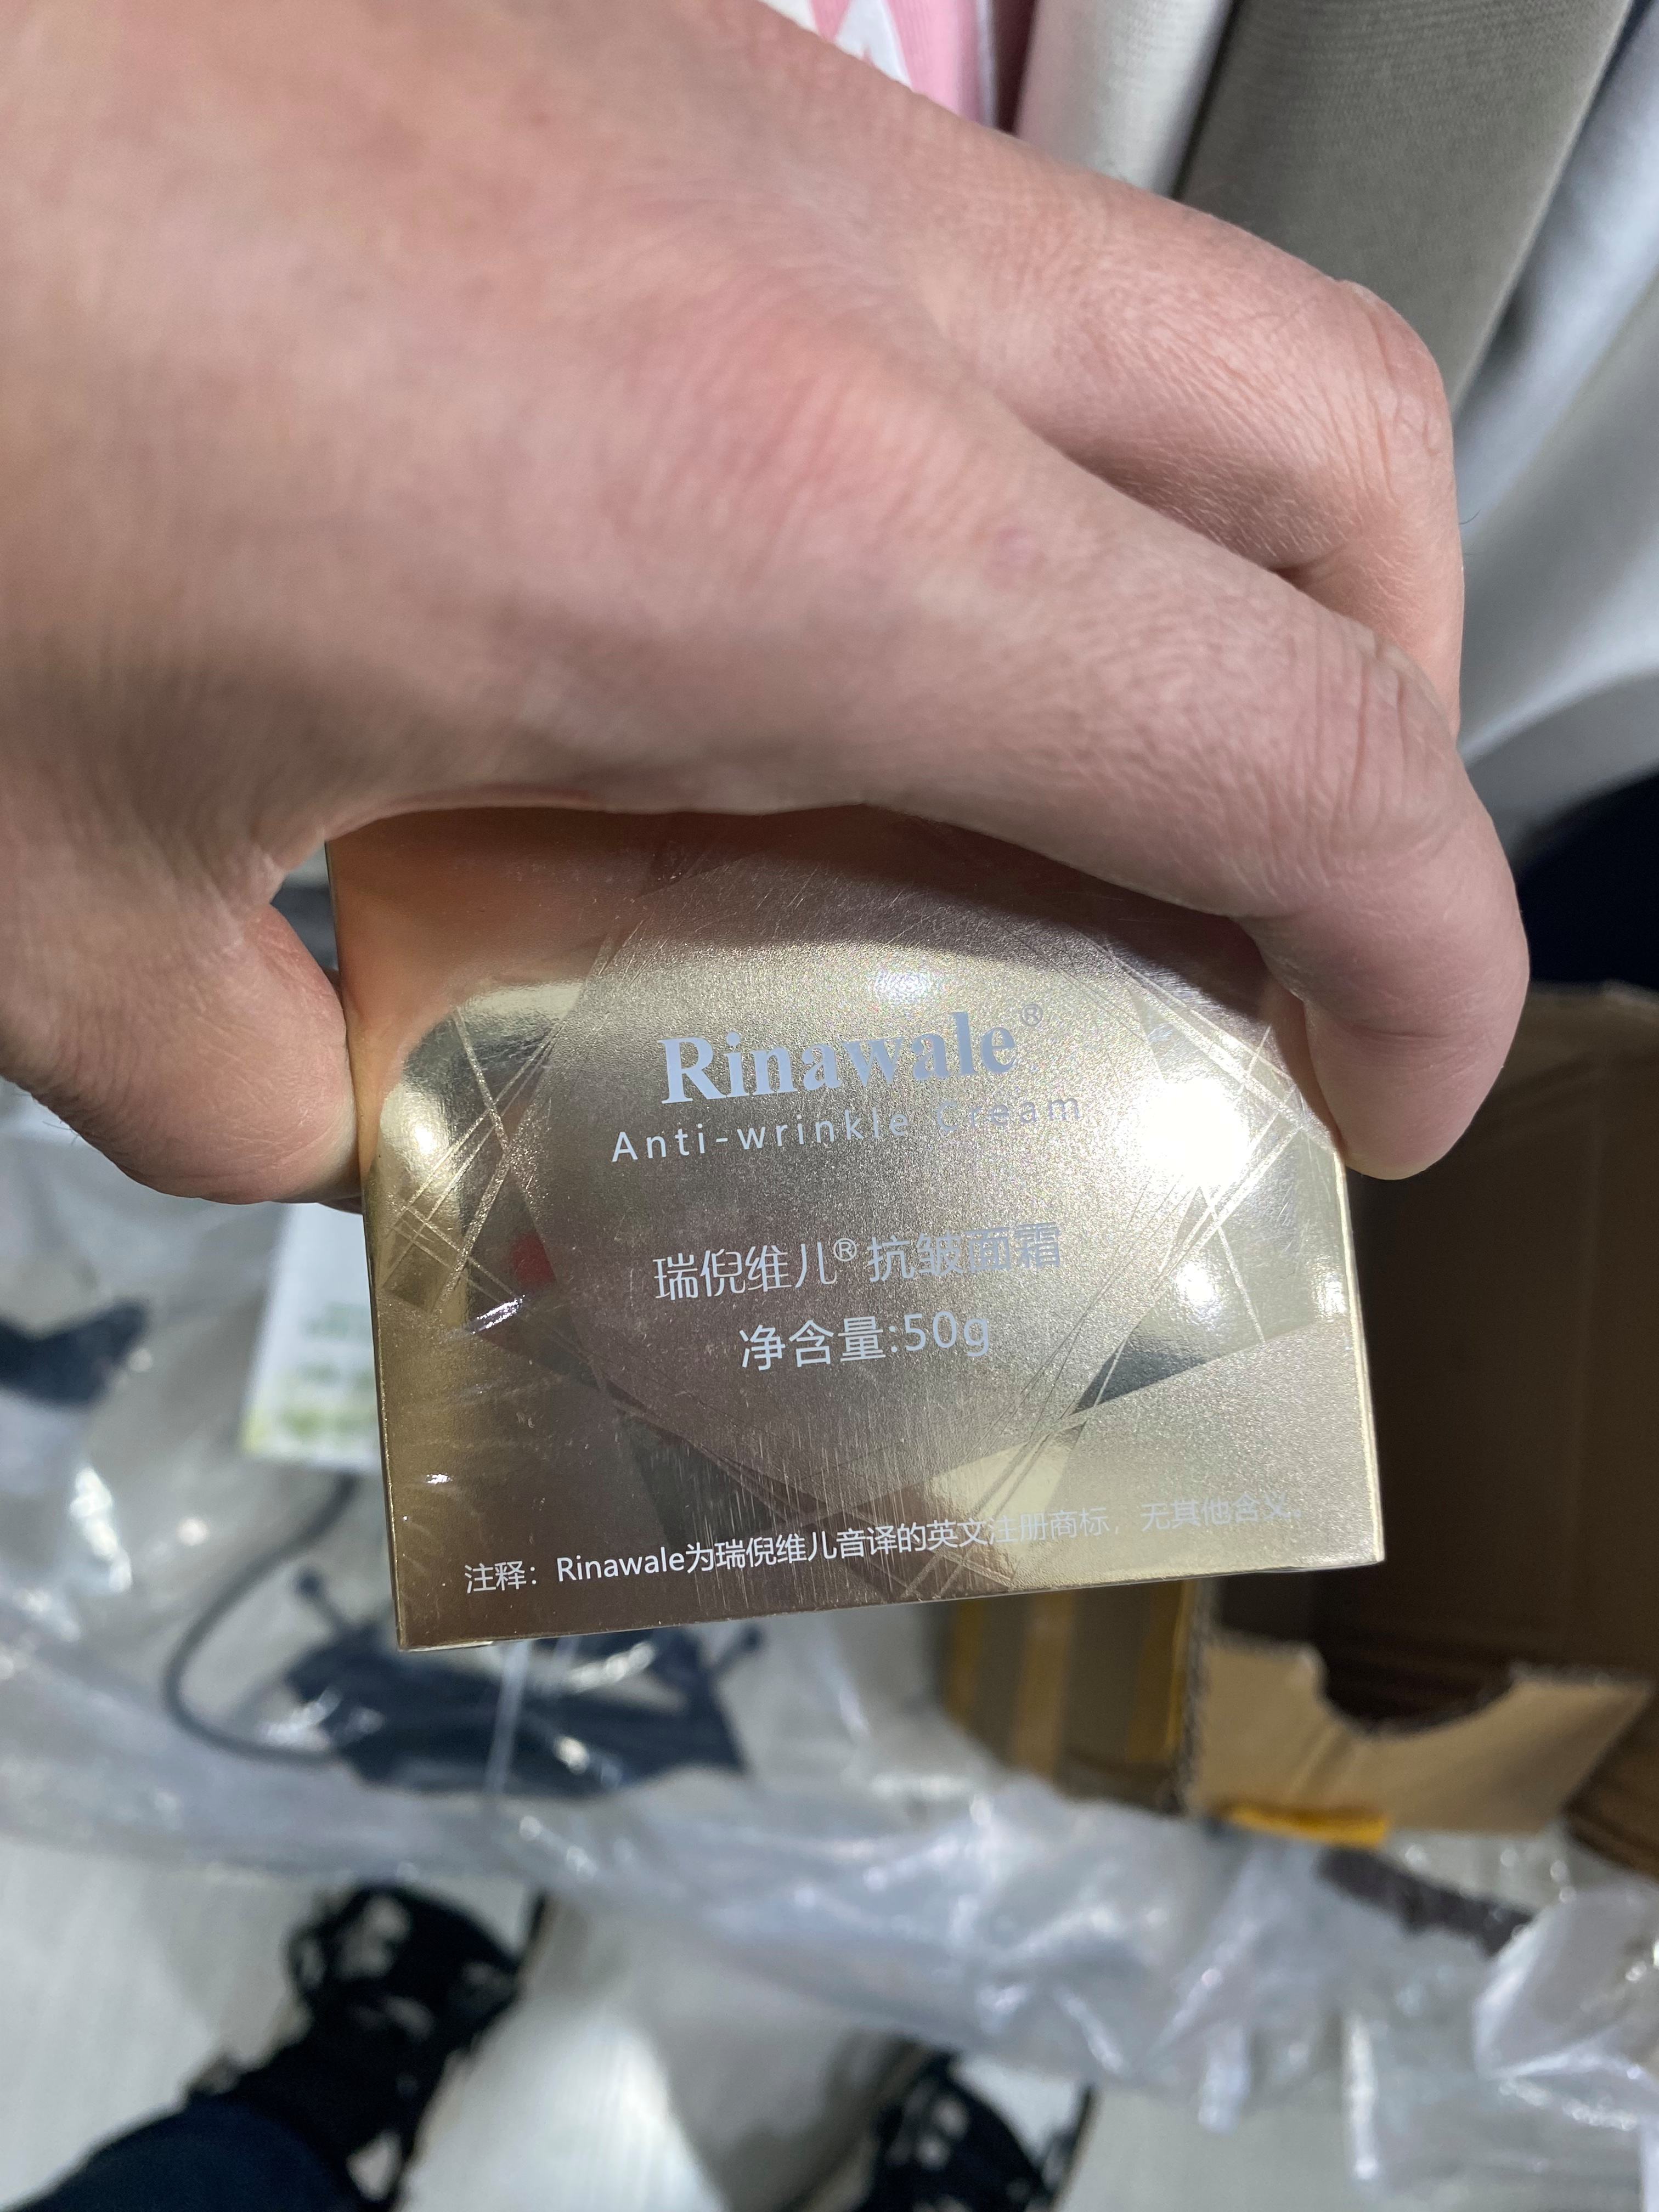 Rinawale®
Anti-wrinkle Cream
瑞倪维儿®抗皱面霜
净含量:50g
注释：Rinawale为瑞倪维儿音译的英文注册商标，无其他含义。